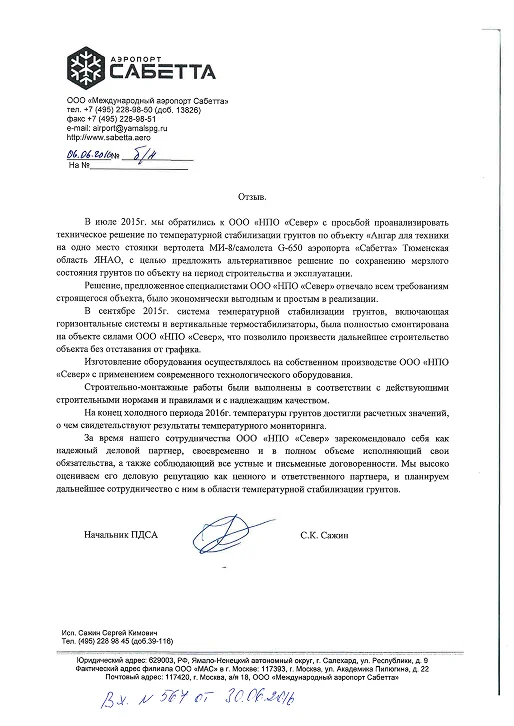 АЭРОПОРТ
САБЕТТА
ООО «Международный аэропорт Сабетта»
тел. +7 (495) 228-98-50 (доб. 13826)
факс +7 (495) 228-98-51
e-mail: airport@yamalspg.ru
http://www.sabetta.aero
06.06.2016 № б/н
На №
Отзыв.
В июле 2015г. мы обратились к ООО «НПО «Север» с просьбой проанализировать
техническое решение по температурной стабилизации грунтов по объекту «Ангар для техники
на одно место стоянки вертолета МИ-8/самолета G-650 аэропорта «Сабетта» Тюменская
область ЯНАО, с целью предложить альтернативное решение по сохранению мерзлого
состояния грунтов по объекту на период строительства и эксплуатации.
Решение, предложенное специалистами ООО «НПО «Север» отвечало всем требованиям
строящегося объекта, было экономически выгодным и простым в реализации.
В сентябре 2015г. система температурной стабилизации грунтов, включающая
горизонтальные системы и вертикальные термостабилизаторы, была полностью смонтирована
на объекте силами ООО «НПО «Север», что позволило произвести дальнейшее строительство
объекта без отставания от графика.
Изготовление оборудования осуществлялось на собственном производстве ООО «НПО
«Север» с применением современного технологического оборудования.
Строительно-монтажные работы были выполнены в соответствии с действующими
строительными нормами и правилами и с надлежащим качеством.
На конец холодного периода 2016г. температуры грунтов достигли расчетных значений,
о чем свидетельствуют результаты температурного мониторинга.
За время нашего сотрудничества ООО «НПО «Север» зарекомендовало себя как
надежный деловой партнер, своевременно и в полном объеме исполняющий свои
обязательства, а также соблюдающий все устные и письменные договоренности. Мы высоко
оцениваем его деловую репутацию как ценного и ответственного партнера, и планируем
дальнейшее сотрудничество с ним в области температурной стабилизации грунтов.
Начальник ПДСА С.К. Сажин
Исп. Сажин Сергей Кимович
Тел. (495) 228 98 45 (доб.39-116)
Юридический адрес: 629003, РФ, Ямало-Ненецкий автономный округ, г. Салехард, ул. Республики, д. 9
Фактический адрес филиала ООО «МАС» в г. Москве: 117393, г. Москва, ул. Академика Пилюгина, д. 22
Почтовый адрес: 117420, г. Москва, а/я 18, ООО «Международный аэропорт Сабетта»
Вх. N 564 от 30.06.2016